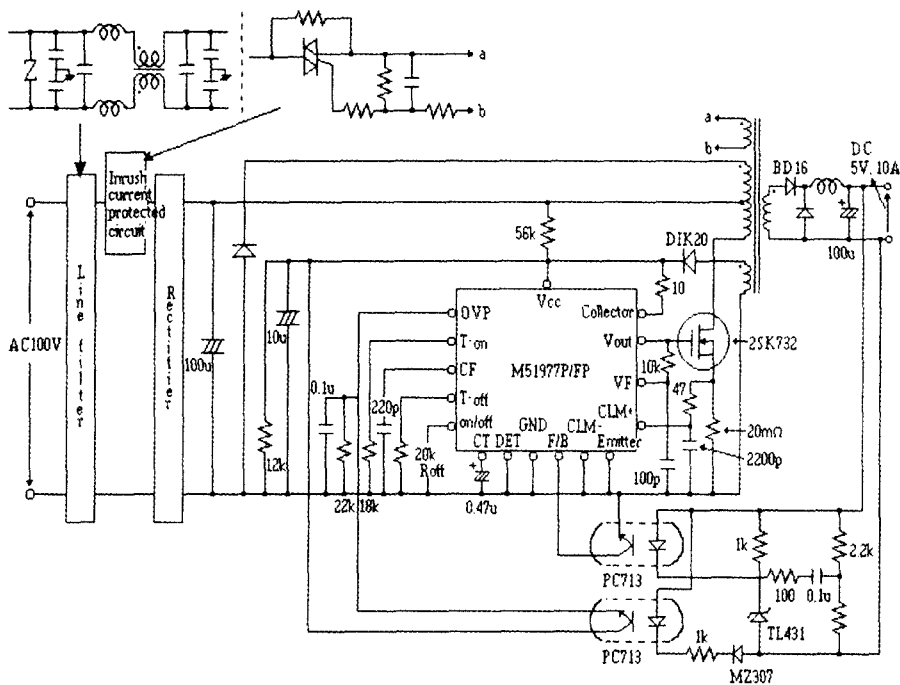 a
b
a
b
DC
5V, 10A
BD16
100u
Inrush
current
protected
circuit
56k
DIK20
AC100V
Line filter
Rectifier
100u
10u
12k
Vcc
10
OVP
Collector
T-on
Vout
2SK732
CF
M51977P/FP
10k
VF
47
T-off
CLM+
on/off
GND
CLM-
20mΩ
CT
DET
F/B
Emitter
2200p
0.1u
220p
20k
Roff
100p
22k
18k
0.47u
PC713
1k
2.2k
100
0.1u
TL431
PC713
1k
MZ307